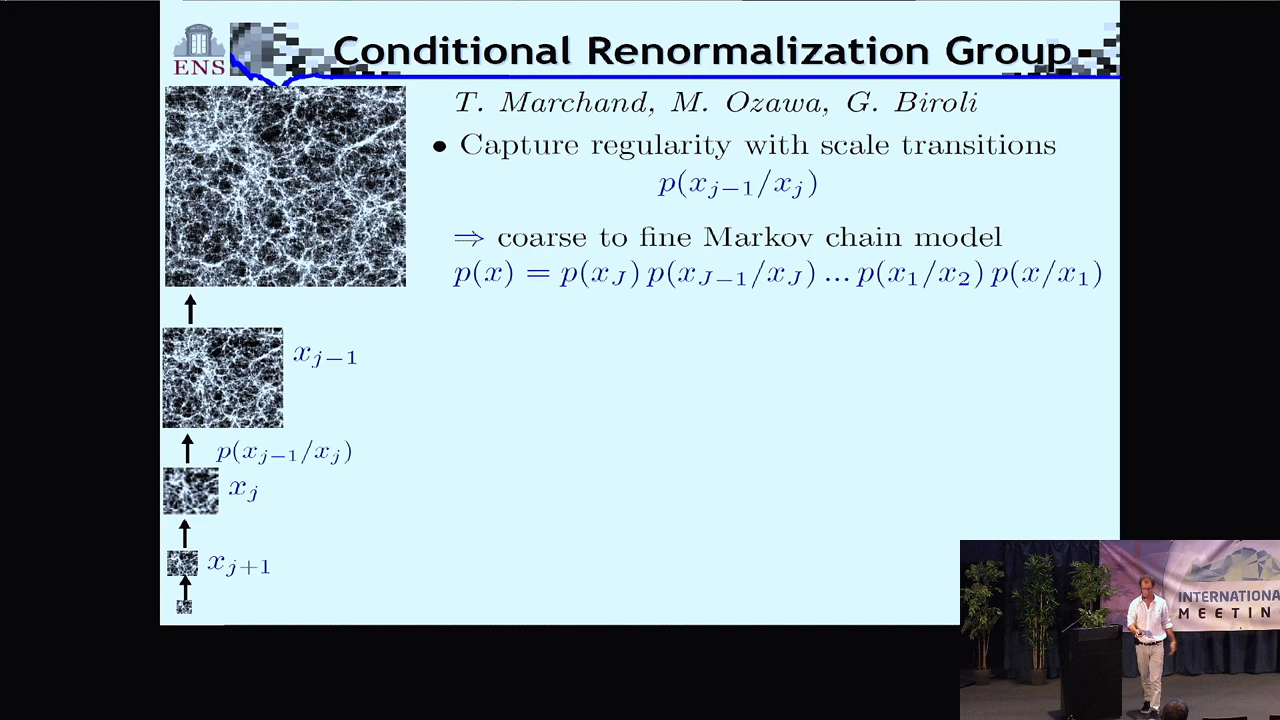 ENS
Conditional Renormalization Group
T. Marchand, M. Ozawa, G. Biroli
• Capture regularity with scale transitions
p(x_{j−1}/x_j)
⇒ coarse to fine Markov chain model
p(x) = p(x_J) p(x_{J−1}/x_J) ... p(x_1/x_2) p(x/x_1)
x_{j−1}
p(x_{j−1}/x_j)
x_j
x_{j+1}
INTERNATIONA
MEETIN